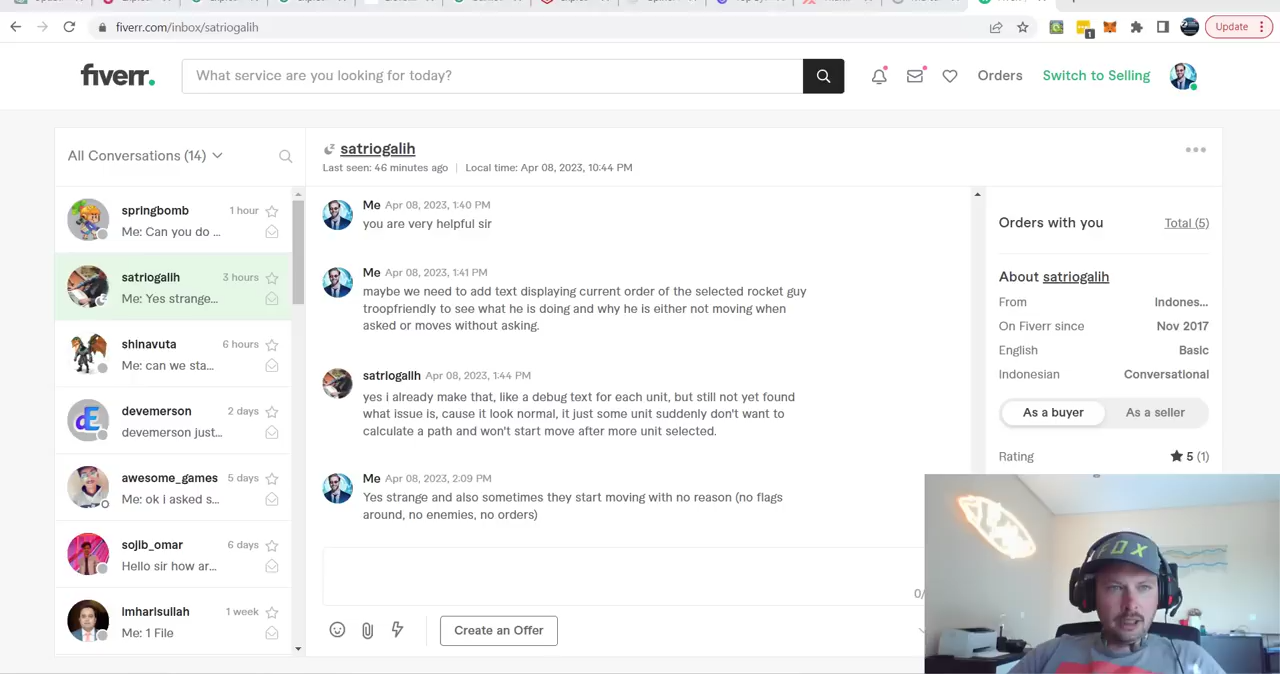 fiverr.com/inbox/satriogalih
Update
fiverr.
What service are you looking for today?
Orders
Switch to Selling
All Conversations (14)
satriogalih
Last seen: 46 minutes ago | Local time: Apr 08, 2023, 10:44 PM
springbomb 1 hour
Me: Can you do ...
satriogalih 3 hours
Me: Yes strange...
shinavuta 6 hours
Me: can we sta...
devemerson 2 days
devemerson just...
awesome_games 5 days
Me: ok i asked s...
sojib_omar 6 days
Hello sir how ar...
imharisullah 1 week
Me: 1 File
Me Apr 08, 2023, 1:40 PM
you are very helpful sir
Me Apr 08, 2023, 1:41 PM
maybe we need to add text displaying current order of the selected rocket guy
troopfriendly to see what he is doing and why he is either not moving when
asked or moves without asking.
satriogalih Apr 08, 2023, 1:44 PM
yes i already make that, like a debug text for each unit, but still not yet found
what issue is, cause it look normal, it just some unit suddenly don't want to
calculate a path and won't start move after more unit selected.
Me Apr 08, 2023, 2:09 PM
Yes strange and also sometimes they start moving with no reason (no flags
around, no enemies, no orders)
0/
Create an Offer
Orders with you Total (5)
About satriogalih
From Indones...
On Fiverr since Nov 2017
English Basic
Indonesian Conversational
As a buyer As a seller
Rating 5 (1)
FOX